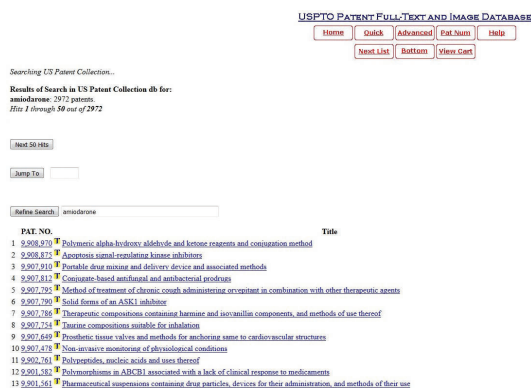 USPTO PATENT FULL-TEXT AND IMAGE DATABASE
Home Quick Advanced Pat Num Help
Next List Bottom View Cart
Searching US Patent Collection...
Results of Search in US Patent Collection db for:
amiodarone: 2972 patents.
Hits 1 through 50 out of 2972
Next 50 Hits
Jump To
Refine Search amiodarone
PAT. NO. Title
1 9,908,970 T Polymeric alpha-hydroxy aldehyde and ketone reagents and conjugation method
2 9,908,875 T Apoptosis signal-regulating kinase inhibitors
3 9,907,910 T Portable drug mixing and delivery device and associated methods
4 9,907,812 T Conjugate-based antifungal and antibacterial prodrugs
5 9,907,795 T Method of treatment of chronic cough administering orvepitant in combination with other therapeutic agents
6 9,907,790 T Solid forms of an ASK1 inhibitor
7 9,907,786 T Therapeutic compositions containing harmine and isovanillin components, and methods of use thereof
8 9,907,754 T Taurine compositions suitable for inhalation
9 9,907,649 T Prosthetic tissue valves and methods for anchoring same to cardiovascular structures
10 9,907,478 T Non-invasive monitoring of physiological conditions
11 9,902,761 T Polypeptides, nucleic acids and uses thereof
12 9,901,582 T Polymorphisms in ABCB1 associated with a lack of clinical response to medicaments
13 9,901,561 T Pharmaceutical suspensions containing drug particles, devices for their administration, and methods of their use